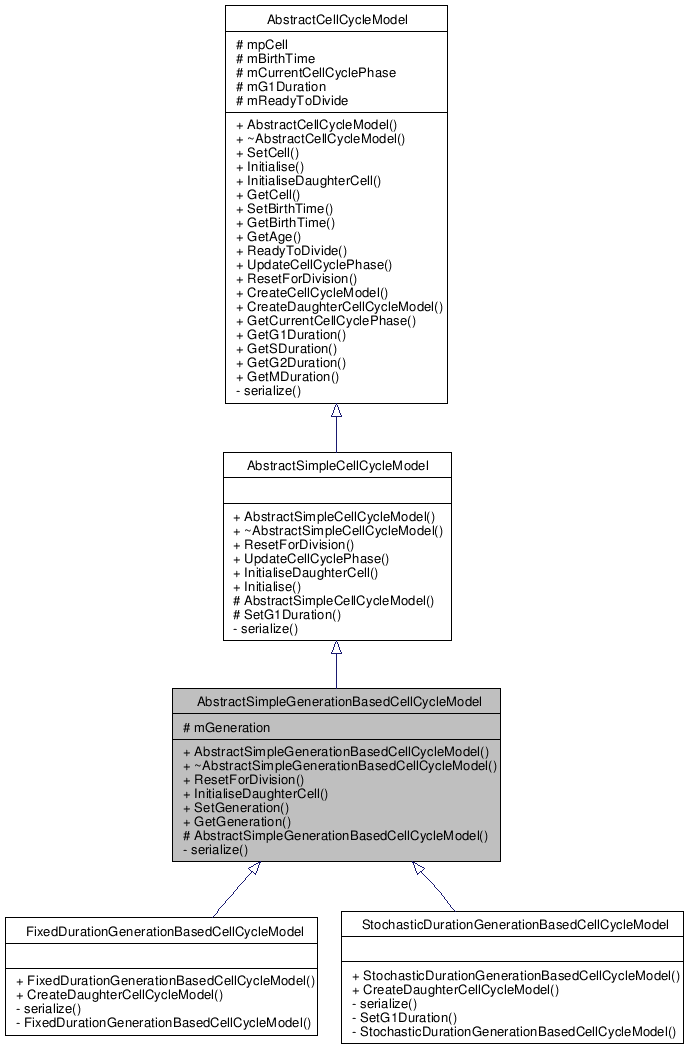 AbstractCellCycleModel
# mpCell
# mBirthTime
# mCurrentCellCyclePhase
# mG1Duration
# mReadyToDivide
+ AbstractCellCycleModel()
+ ~AbstractCellCycleModel()
+ SetCell()
+ Initialise()
+ InitialiseDaughterCell()
+ GetCell()
+ SetBirthTime()
+ GetBirthTime()
+ GetAge()
+ ReadyToDivide()
+ UpdateCellCyclePhase()
+ ResetForDivision()
+ CreateCellCycleModel()
+ CreateDaughterCellCycleModel()
+ GetCurrentCellCyclePhase()
+ GetG1Duration()
+ GetSDuration()
+ GetG2Duration()
+ GetMDuration()
- serialize()
AbstractSimpleCellCycleModel
+ AbstractSimpleCellCycleModel()
+ ~AbstractSimpleCellCycleModel()
+ ResetForDivision()
+ UpdateCellCyclePhase()
+ InitialiseDaughterCell()
+ Initialise()
# AbstractSimpleCellCycleModel()
# SetG1Duration()
- serialize()
AbstractSimpleGenerationBasedCellCycleModel
# mGeneration
+ AbstractSimpleGenerationBasedCellCycleModel()
+ ~AbstractSimpleGenerationBasedCellCycleModel()
+ ResetForDivision()
+ InitialiseDaughterCell()
+ SetGeneration()
+ GetGeneration()
# AbstractSimpleGenerationBasedCellCycleModel()
- serialize()
FixedDurationGenerationBasedCellCycleModel
+ FixedDurationGenerationBasedCellCycleModel()
+ CreateDaughterCellCycleModel()
- serialize()
- FixedDurationGenerationBasedCellCycleModel()
StochasticDurationGenerationBasedCellCycleModel
+ StochasticDurationGenerationBasedCellCycleModel()
+ CreateDaughterCellCycleModel()
- serialize()
- SetG1Duration()
- StochasticDurationGenerationBasedCellCycleModel()